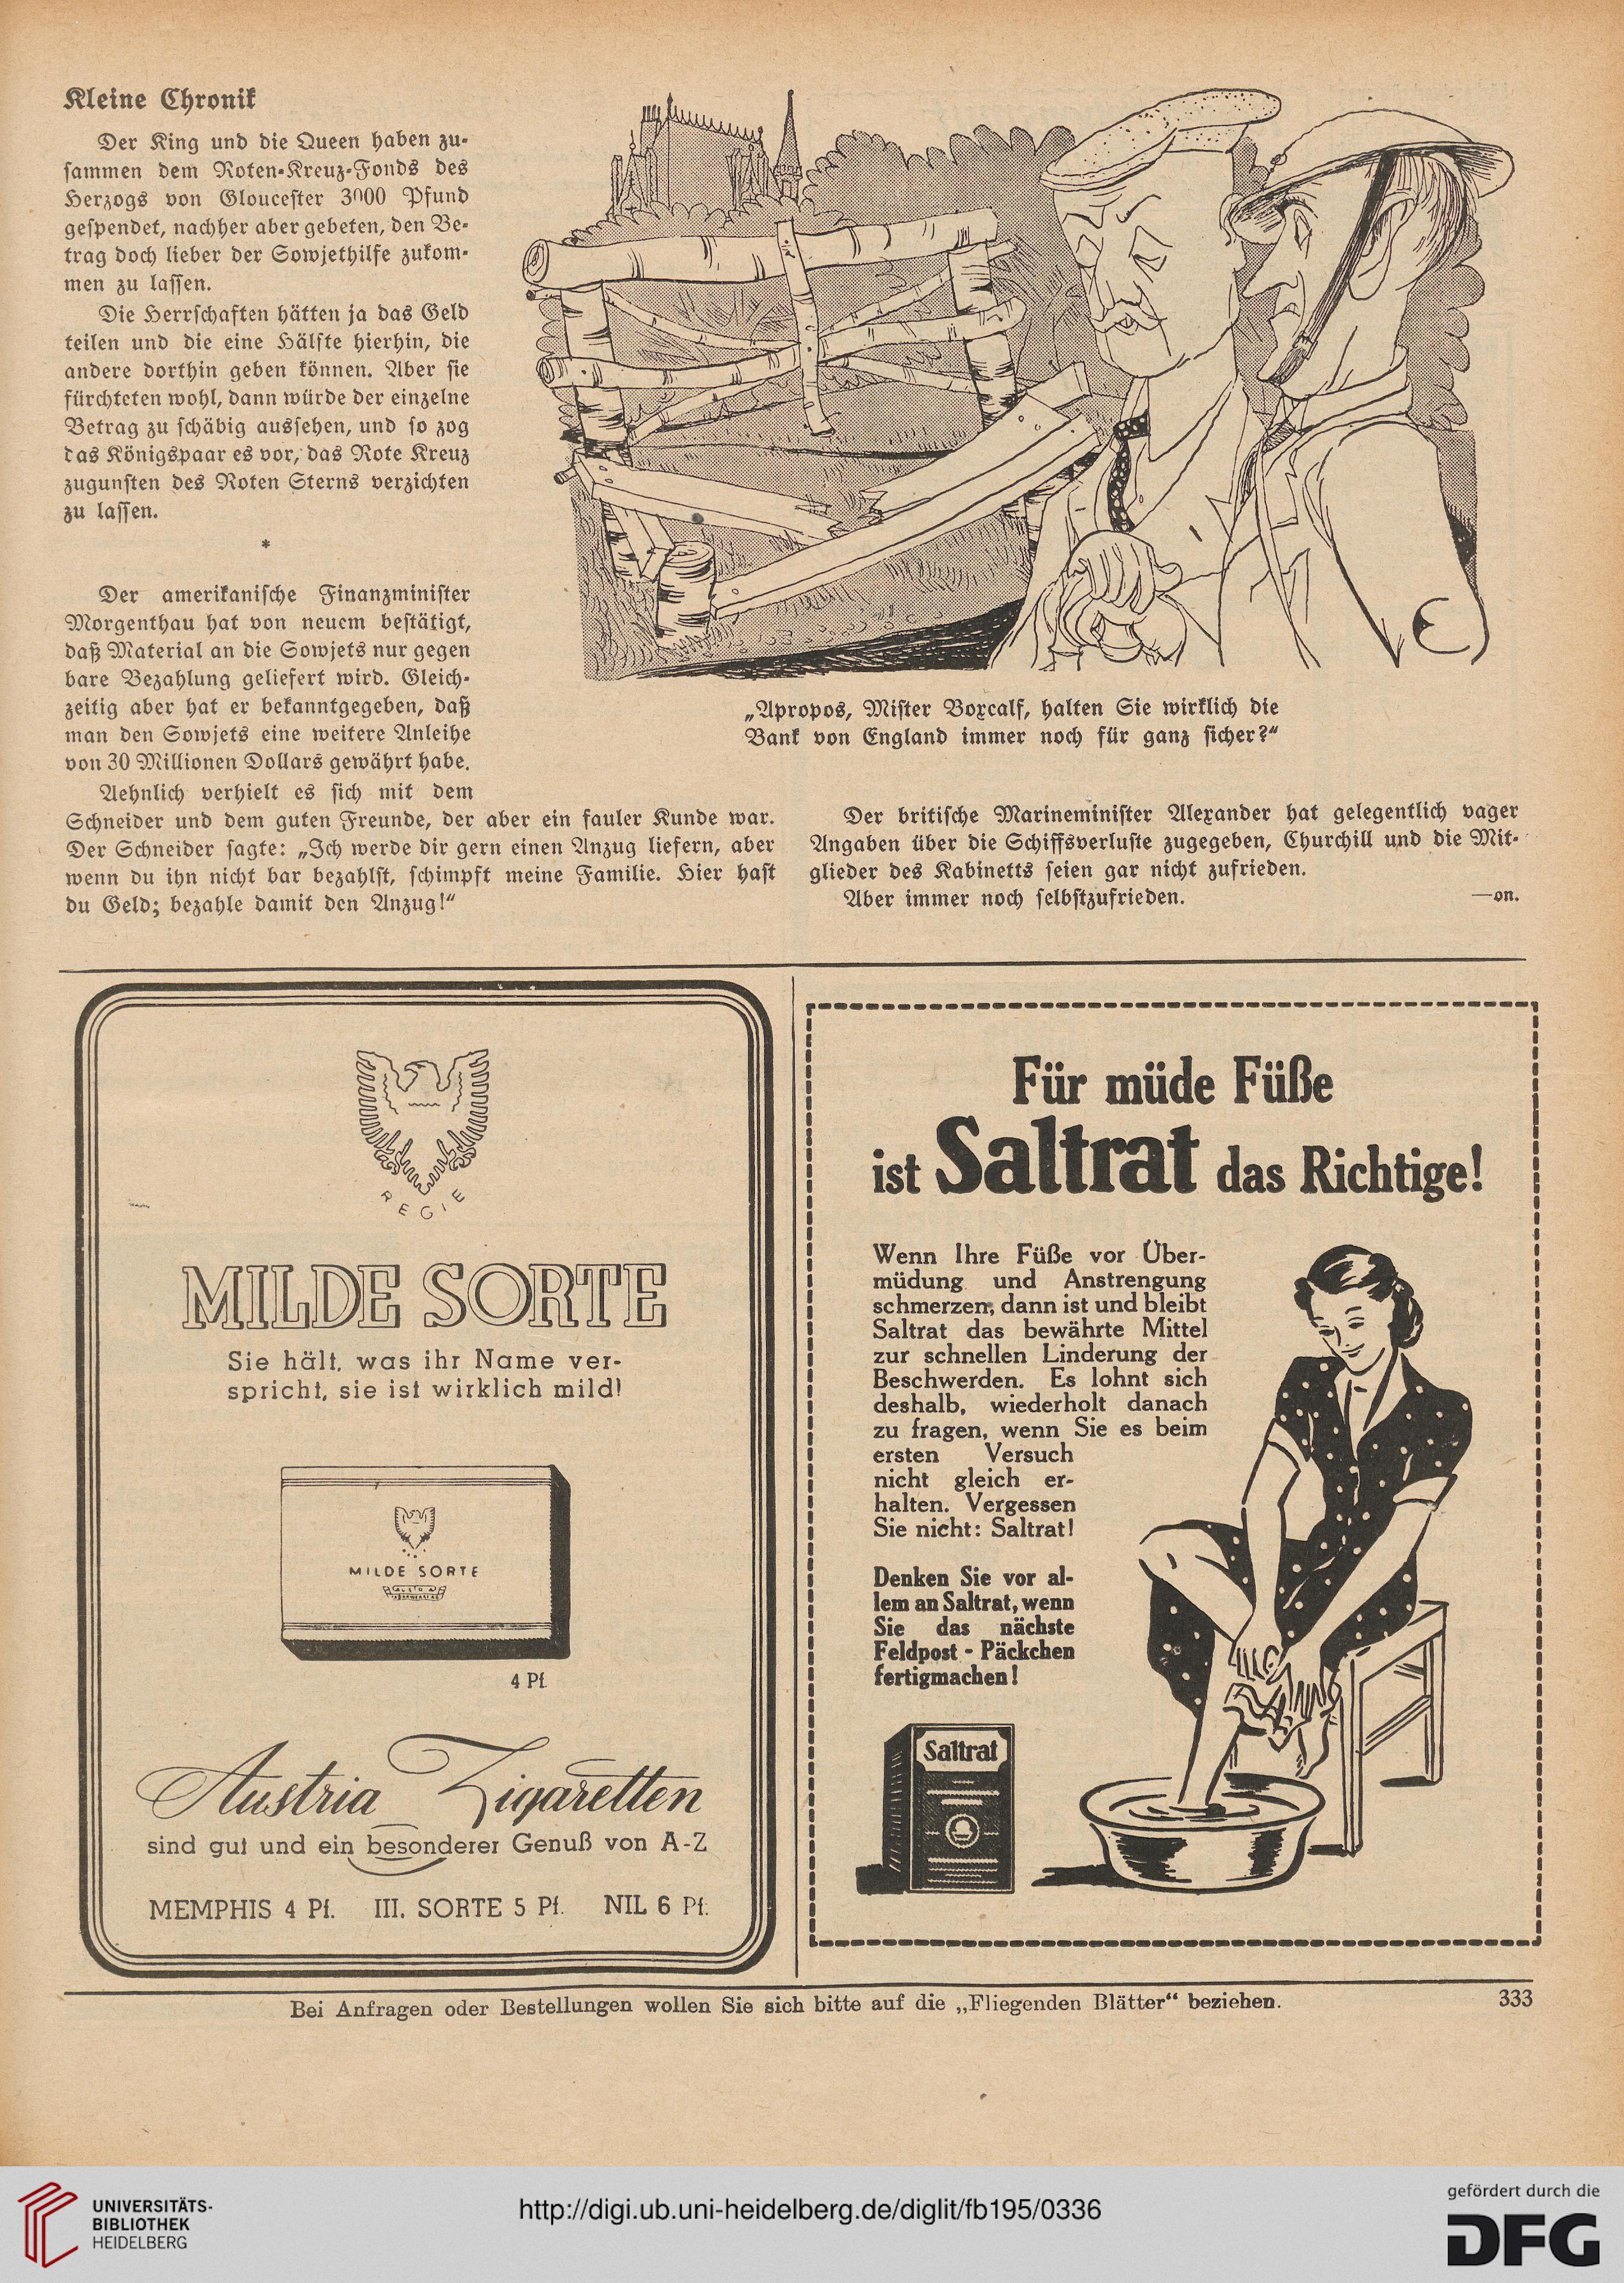 Kleine Chronik
Der King und die Queen haben zu-
sammen dem Roten-Kreuz-Fonds des
Herzogs von Gloucester 3000 Pfund
gespendet, nachher aber gebeten, den Be-
trag doch lieber der Sowjethilfe zukom-
men zu lassen.
Die Herrschaften hätten ja das Geld
teilen und die eine Hälfte hierhin, die
andere dorthin geben können. Aber sie
fürchteten wohl, dann würde der einzelne
Betrag zu schäbig aussehen, und so zog
das Königspaar es vor, das Rote Kreuz
zugunsten des Roten Sterns verzichten
zu lassen.
*
Der amerikanische Finanzminister
Morgenthau hat von neuem bestätigt,
daß Material an die Sowjets nur gegen
bare Bezahlung geliefert wird. Gleich-
zeitig aber hat er bekanntgegeben, daß
man den Sowjets eine weitere Anleihe
von 30 Millionen Dollars gewährt habe.
Aehnlich verhielt es sich mit dem
Schneider und dem guten Freunde, der aber ein fauler Kunde war.
Der Schneider sagte: „Ich werde dir gern einen Anzug liefern, aber
wenn du ihn nicht bar bezahlst, schimpft meine Familie. Hier hast
du Geld; bezahle damit den Anzug!“
„Apropos, Mister Boxcalf, halten Sie wirklich die
Bank von England immer noch für ganz sicher?“
Der britische Marineminister Alexander hat gelegentlich vager
Angaben über die Schiffsverluste zugegeben, Churchill und die Mit-
glieder des Kabinetts seien gar nicht zufrieden.
Aber immer noch selbstzufrieden. —on.
REGIE
MILDE SORTE
Sie hält, was ihr Name ver-
spricht, sie ist wirklich mild!
MILDE SORTE
4 Pf.
Austria Zigaretten
sind gut und ein besonderer Genuß von A-Z
MEMPHIS 4 Pf. III. SORTE 5 Pf. NIL 6 Pf.
Für müde Füße
ist Saltrat das Richtige!
Wenn Ihre Füße vor Über-
müdung und Anstrengung
schmerzen, dann ist und bleibt
Saltrat das bewährte Mittel
zur schnellen Linderung der
Beschwerden. Es lohnt sich
deshalb, wiederholt danach
zu fragen, wenn Sie es beim
ersten Versuch
nicht gleich er-
halten. Vergessen
Sie nicht: Saltrat!
Denken Sie vor al-
lem an Saltrat, wenn
Sie das nächste
Feldpost - Päckchen
fertigmachen!
Saltrat
Bei Anfragen oder Bestellungen wollen Sie sich bitte auf die „Fliegenden Blätter“ beziehen.
333
UNIVERSITÄTS-
BIBLIOTHEK
HEIDELBERG
http://digi.ub.uni-heidelberg.de/diglit/fb195/0336
gefördert durch die
DFG